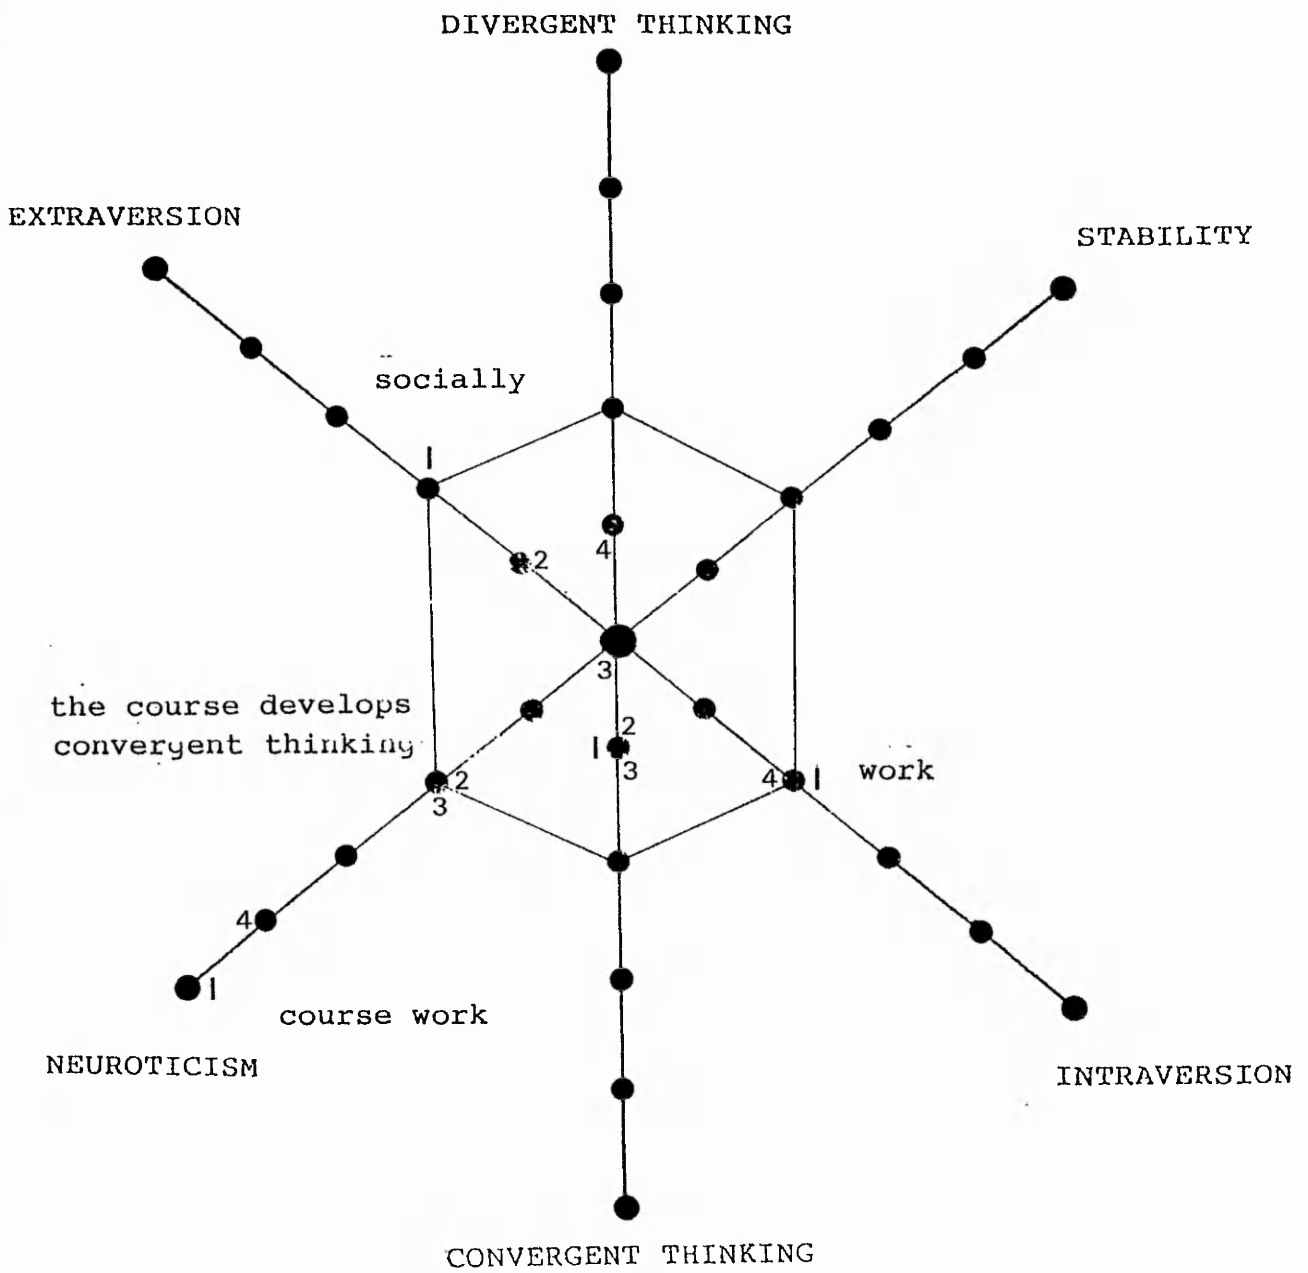 DIVERGENT THINKING
EXTRAVERSION
STABILITY
socially
1
4
2
3
the course develops
convergent thinking
2
1
3
2
3
4 1
work
4
1
course work
NEUROTICISM
INTRAVERSION
CONVERGENT THINKING